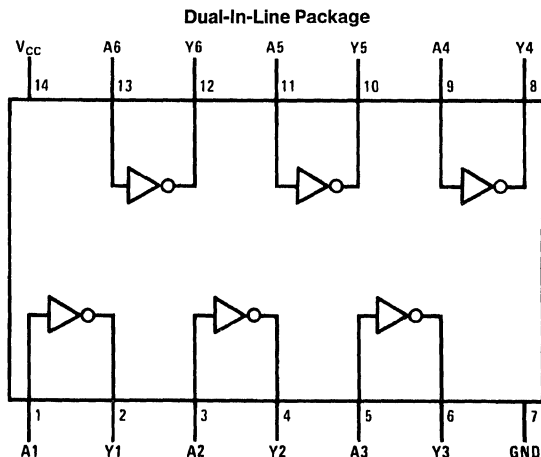 Dual-In-Line Package
VCC A6 Y6 A5 Y5 A4 Y4
14 13 12 11 10 9 8
1 2 3 4 5 6 7
A1 Y1 A2 Y2 A3 Y3 GND